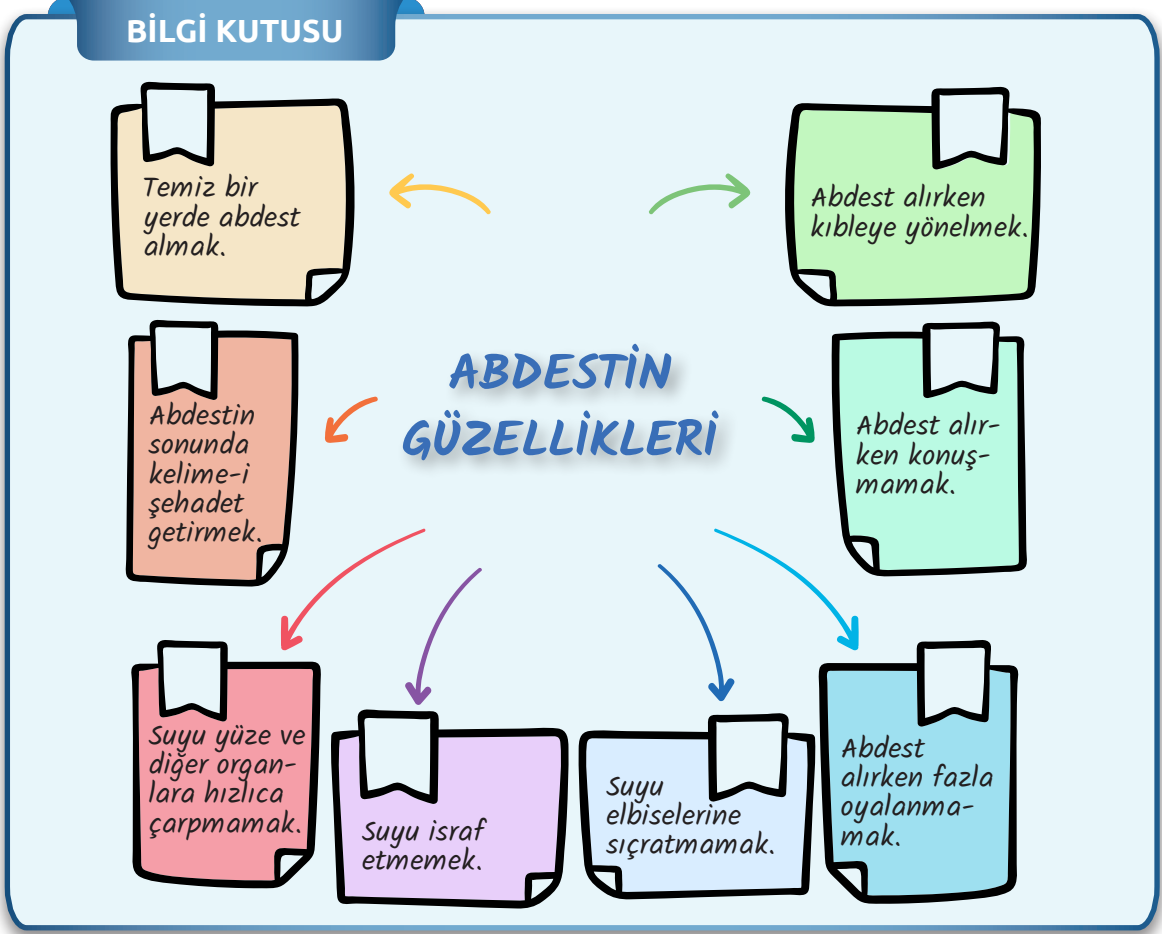 BİLGİ KUTUSU
Temiz bir
yerde abdest
almak.
Abdest alırken
kıbleye yönelmek.
ABDESTİN
GÜZELLİKLERİ
Abdestin
sonunda
kelime-i
şehadet
getirmek.
Abdest alır-
ken konuş-
mamak.
Suyu yüze ve
diğer organ-
lara hızlıca
çarpmamak.
Suyu israf
etmemek.
Suyu
elbiselerine
sıçratmamak.
Abdest
alırken fazla
oyalanma-
mak.